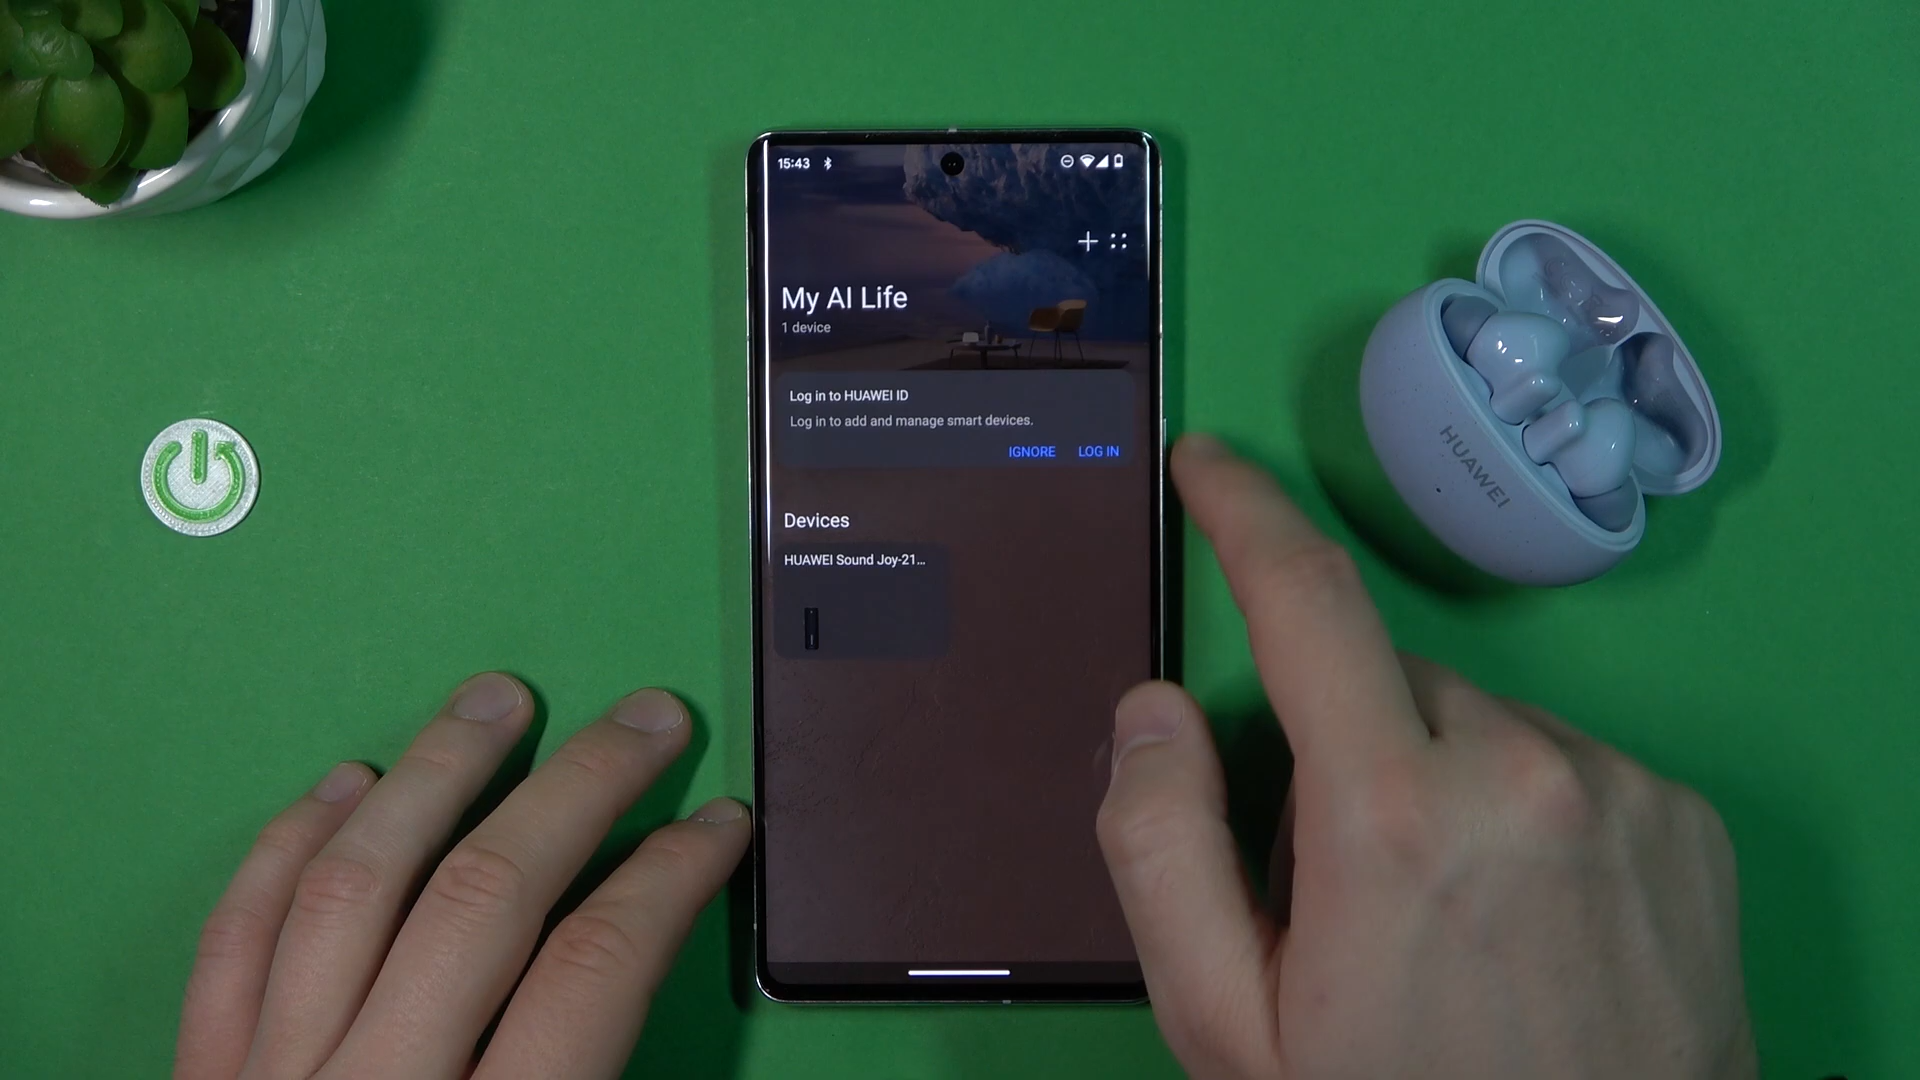 15:43
My AI Life
1 device
Log in to HUAWEI ID
Log in to add and manage smart devices.
IGNORE LOG IN
Devices
HUAWEI Sound Joy-21...
HUAWEI